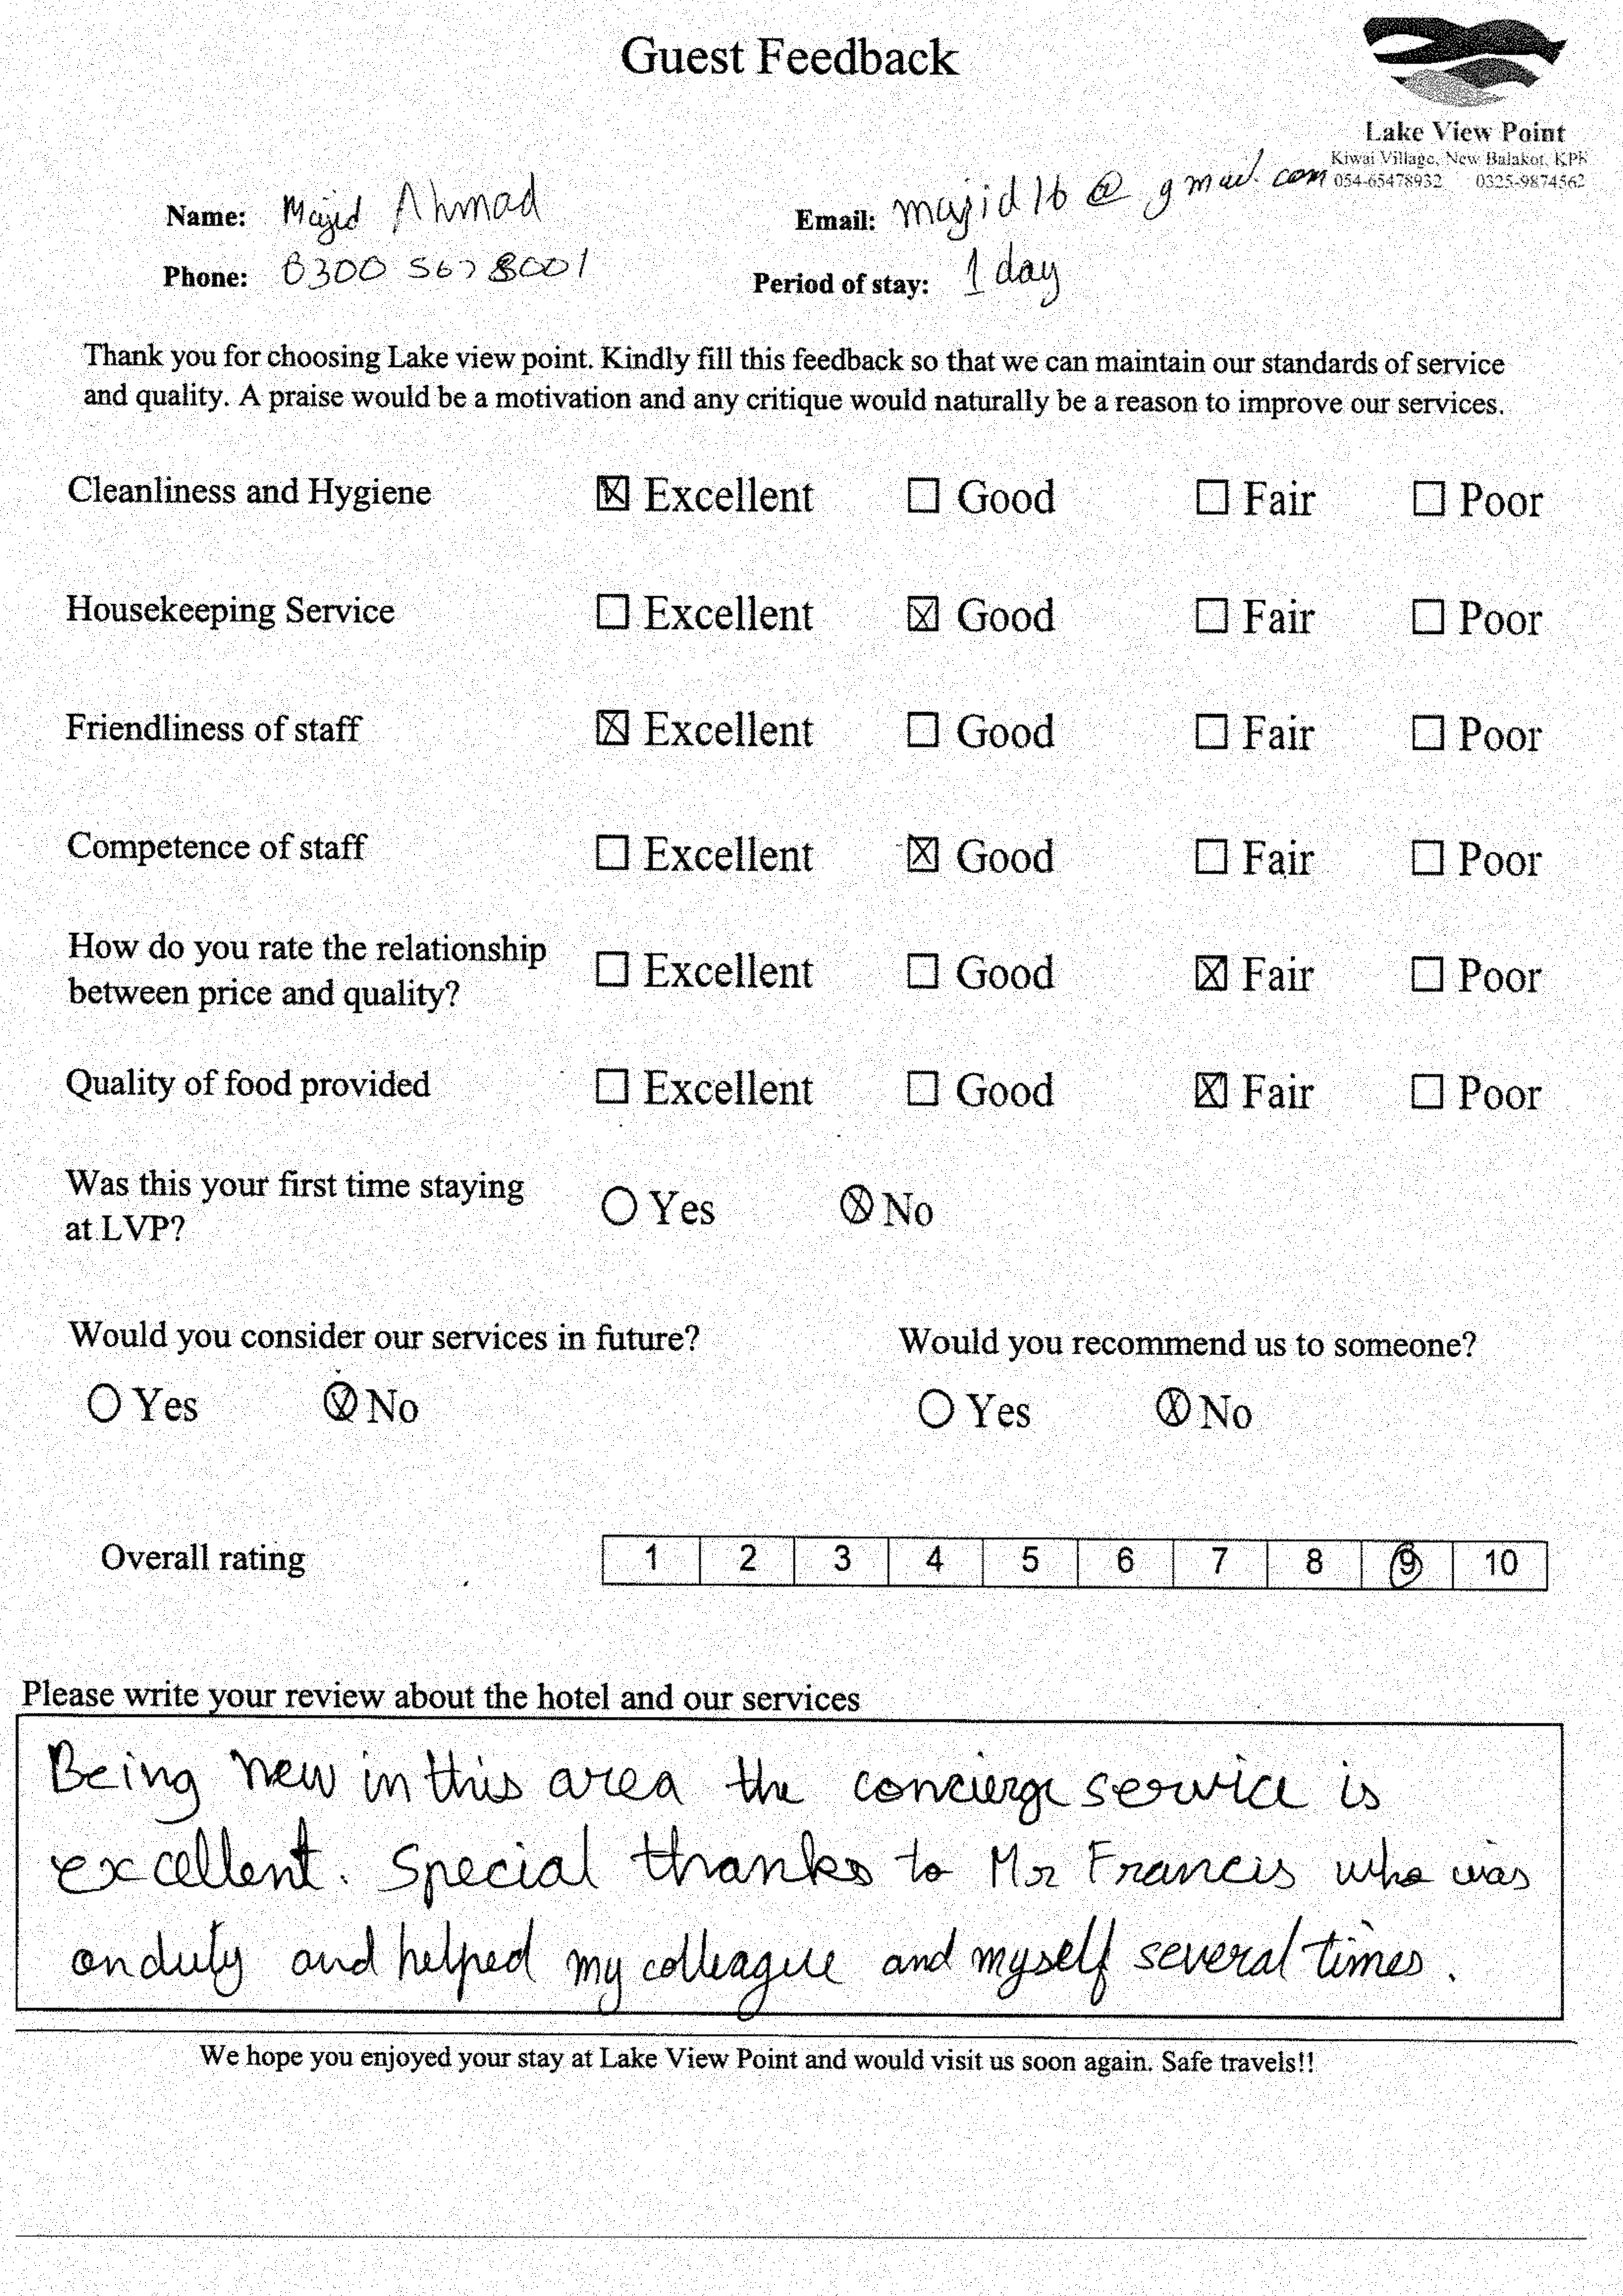 Guest Feedback
Lake View Point
Kiwai Village, New Balakot, KPK
054-65478932 0325-9874562
Name: Majid Ahmad
Email: majid16@gmail.com
Phone: 0300 5678001
Period of stay: 1 day
Thank you for choosing Lake view point. Kindly fill this feedback so that we can maintain our standards of service
and quality. A praise would be a motivation and any critique would naturally be a reason to improve our services.
Cleanliness and Hygiene ☒ Excellent ☐ Good ☐ Fair ☐ Poor
Housekeeping Service ☐ Excellent ☒ Good ☐ Fair ☐ Poor
Friendliness of staff ☒ Excellent ☐ Good ☐ Fair ☐ Poor
Competence of staff ☐ Excellent ☒ Good ☐ Fair ☐ Poor
How do you rate the relationship
between price and quality? ☐ Excellent ☐ Good ☒ Fair ☐ Poor
Quality of food provided ☐ Excellent ☐ Good ☒ Fair ☐ Poor
Was this your first time staying
at LVP? ○ Yes ⊗ No
Would you consider our services in future?
○ Yes ⊗ No
Would you recommend us to someone?
○ Yes ⊗ No
Overall rating 1 2 3 4 5 6 7 8 9 10
Please write your review about the hotel and our services
Being new in this area the concierge service is
excellent. Special thanks to Mr Francis who was
on duty and helped my colleague and myself several times.
We hope you enjoyed your stay at Lake View Point and would visit us soon again. Safe travels!!